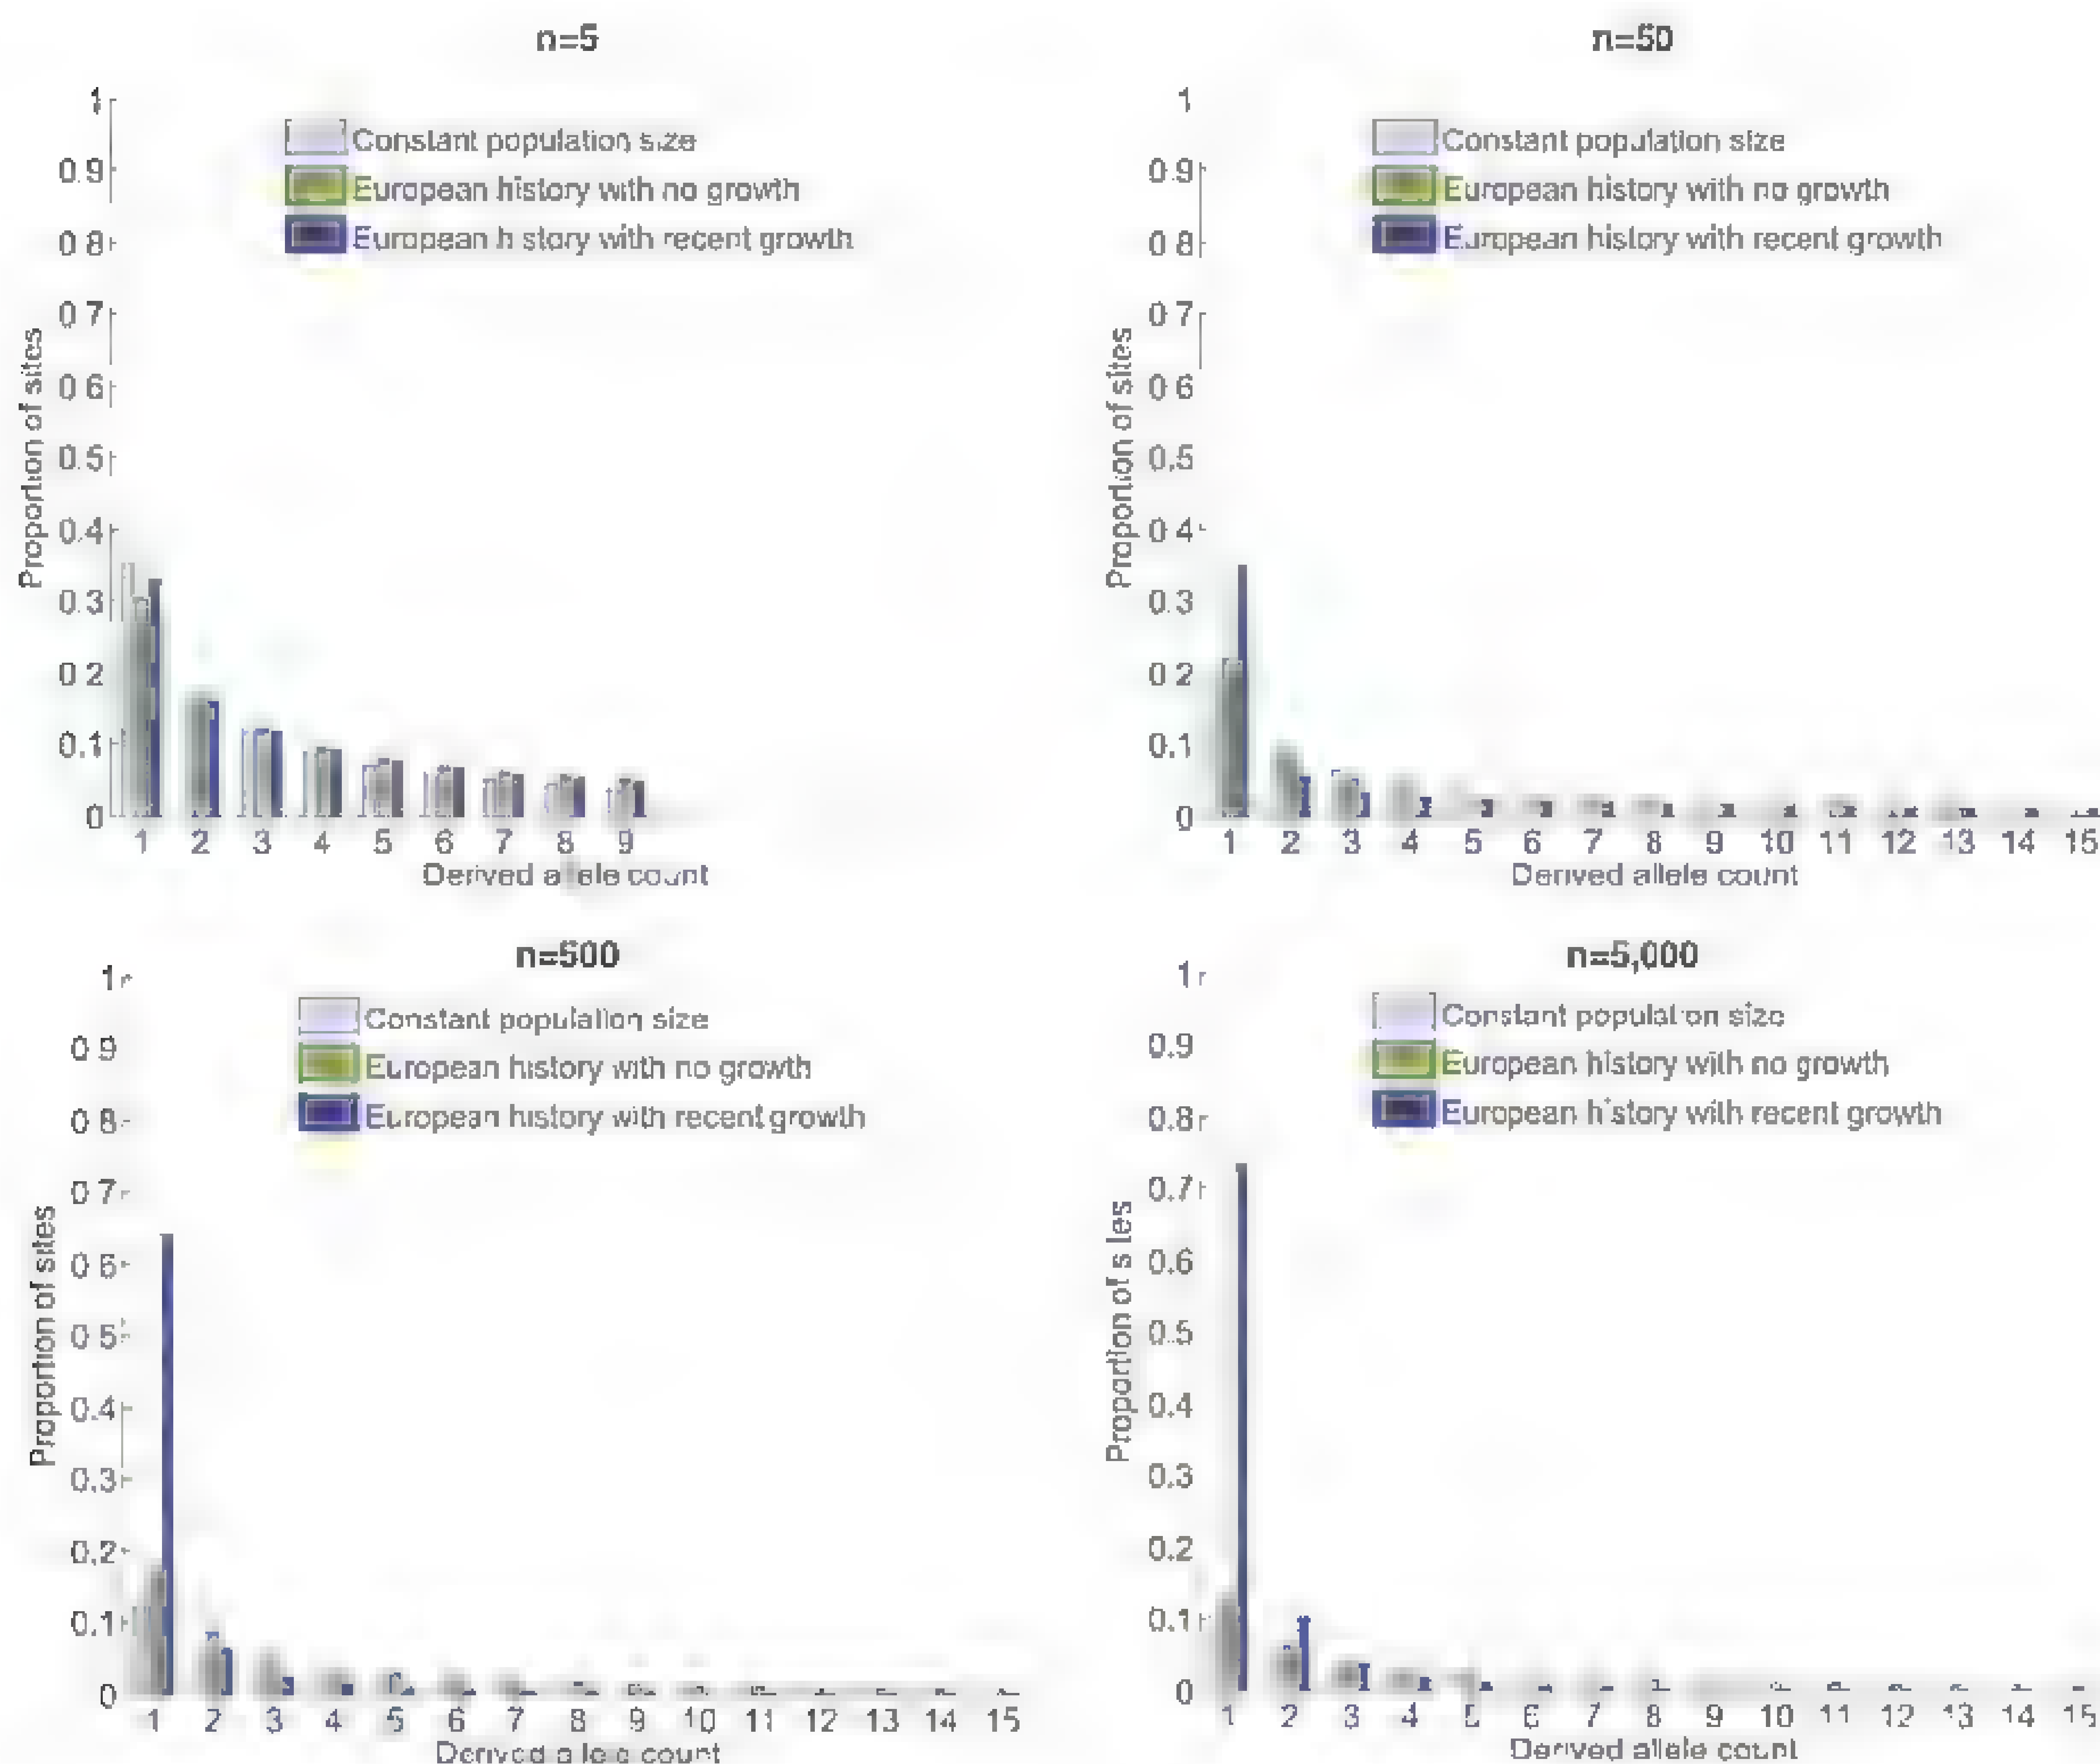 n=5
1
Constant population size
0.9
European history with no growth
0.8
European history with recent growth
0.7
0.6
0.5
0.4
0.3
0.2
0.1
0
Proportion of sites
1 2 3 4 5 6 7 8 9
Derived allele count
n=50
1
Constant population size
0.9
European history with no growth
0.8
European history with recent growth
0.7
0.6
0.5
0.4
0.3
0.2
0.1
0
Proportion of sites
1 2 3 4 5 6 7 8 9 10 11 12 13 14 15
Derived allele count
n=500
1
Constant population size
0.9
European history with no growth
0.8
European history with recent growth
0.7
0.6
0.5
0.4
0.3
0.2
0.1
0
Proportion of sites
1 2 3 4 5 6 7 8 9 10 11 12 13 14 15
Derived allele count
n=5,000
1
Constant population size
0.9
European history with no growth
0.8
European history with recent growth
0.7
0.6
0.5
0.4
0.3
0.2
0.1
0
Proportion of sites
1 2 3 4 5 6 7 8 9 10 11 12 13 14 15
Derived allele count